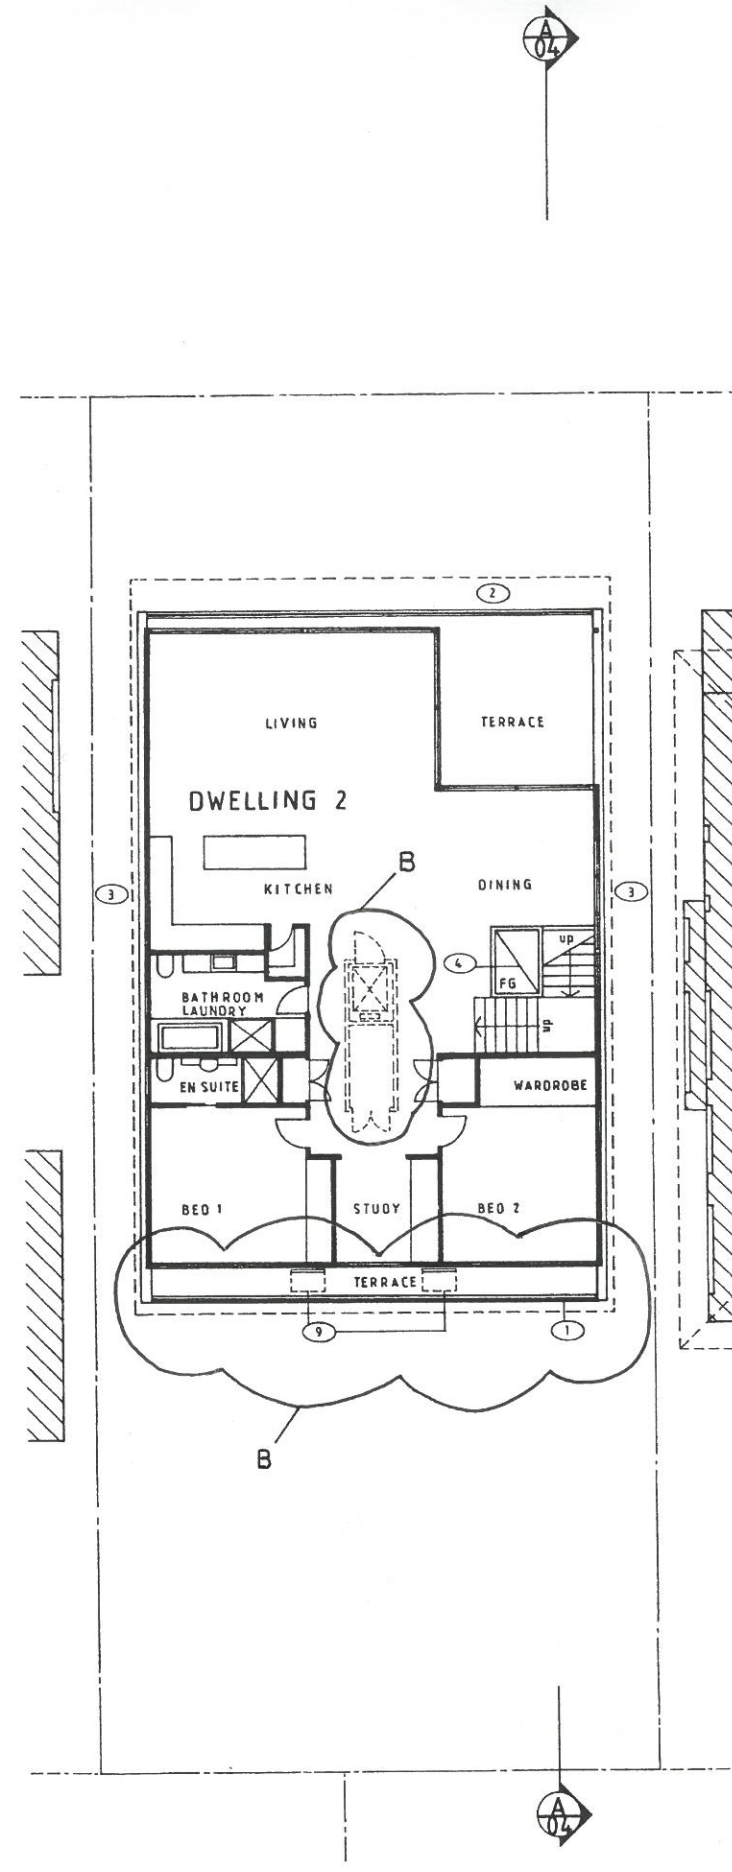 A
04
2
LIVING
TERRACE
DWELLING 2
B
3
KITCHEN
DINING
3
up
4
FG
BATHROOM
LAUNDRY
up
EN SUITE
WARDROBE
BED 1
STUDY
BED 2
TERRACE
9
1
B
A
04